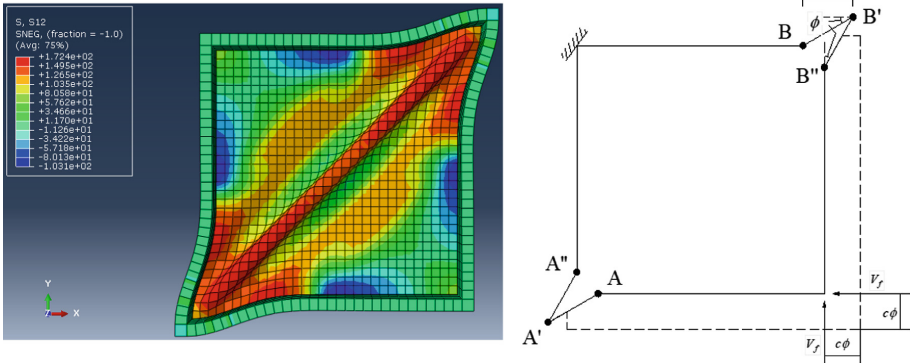 S, S12
SNEG, (fraction = -1.0)
(Avg: 75%)
+1.724e+02
+1.495e+02
+1.265e+02
+1.035e+02
+8.058e+01
+5.762e+01
+3.466e+01
+1.170e+01
-1.126e+01
-3.422e+01
-5.718e+01
-8.013e+01
-1.031e+02
Y
Z
X
ϕ
B'
B
B"
A"
A
A'
V_f
cϕ
V_f
cϕ